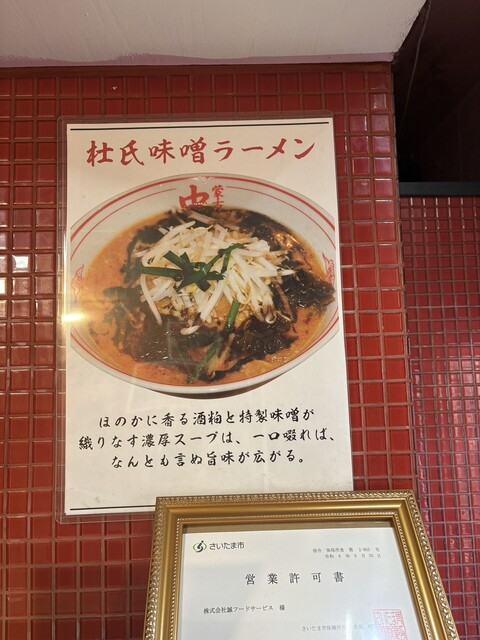 杜氏味噌ラーメン
蒙古
中
ほのかに香る酒粕と特製味噌が
織りなす濃厚スープは、一口啜れば、
なんとも言ぬ旨味が広がる。
さいたま市
営業許可書
株式会社誠フードサービス 様